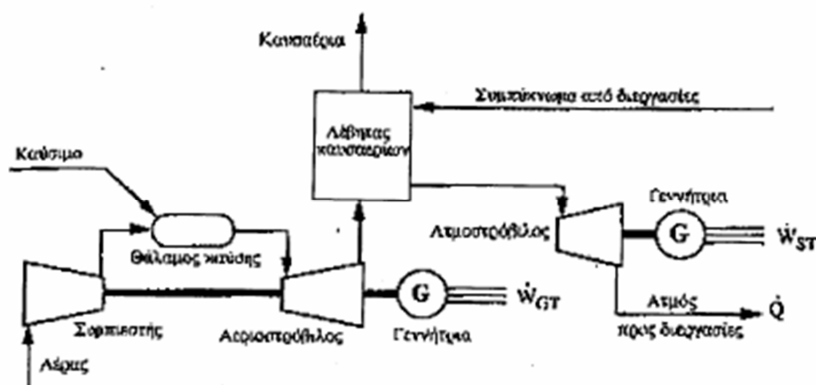 Καυσαέρια
Συμπύκνωμα από διεργασίες
Λέβητας
καυσαερίων
Καύσιμο
Γεννήτρια
Ατμοστρόβιλος
G
Ẇ_ST
Θάλαμος καύσης
G
Ẇ_GT
Ατμός
προς διεργασίες
Q̇
Συμπιεστής
Αεριοστρόβιλος
Γεννήτρια
Αέρας